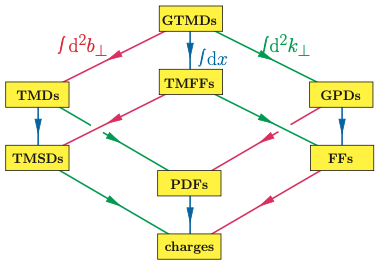 GTMDs
∫d²b⊥
∫dx
∫d²k⊥
TMFFs
TMDs
GPDs
TMSDs
FFs
PDFs
charges